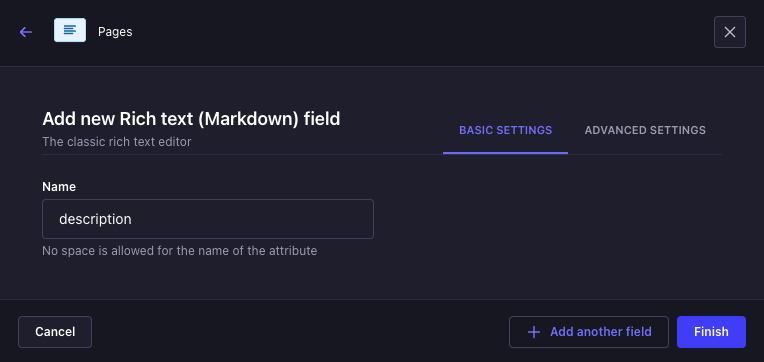 Pages
Add new Rich text (Markdown) field
The classic rich text editor
BASIC SETTINGS
ADVANCED SETTINGS
Name
description
No space is allowed for the name of the attribute
Cancel
Add another field
Finish